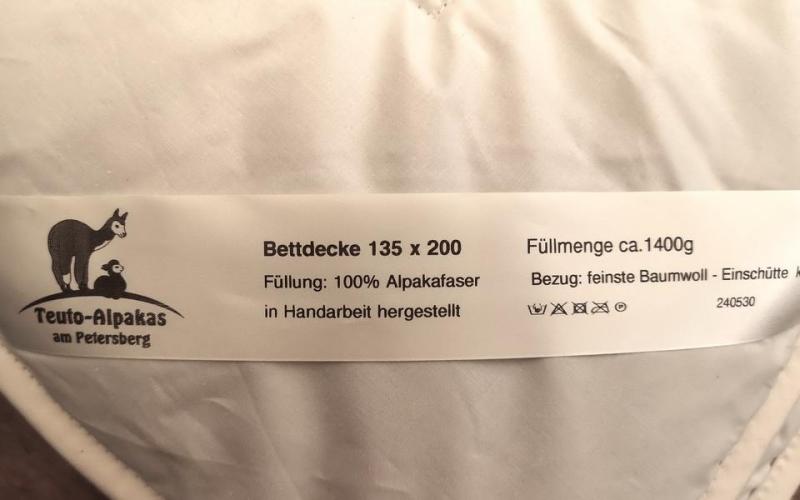 Teuto-Alpakas
am Petersberg
Bettdecke 135 x 200
Füllung: 100% Alpakafaser
in Handarbeit hergestellt
Füllmenge ca.1400g
Bezug: feinste Baumwoll - Einschütte
240530